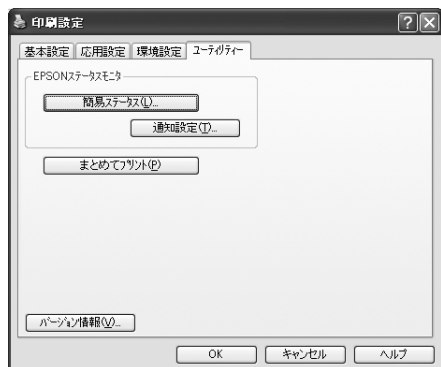 印刷設定
基本設定 応用設定 環境設定 ユーティリティー
EPSONステータスモニタ
簡易ステータス(L)...
通知設定(T)...
まとめてプリント(P)
バージョン情報(V)...
OK キャンセル ヘルプ